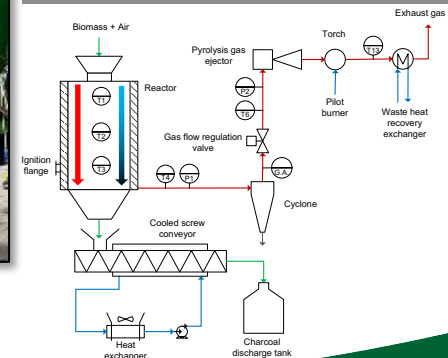 Exhaust gas
Biomass + Air
Pyrolysis gas
ejector
Torch
T13
Reactor
T1
P2
Pilot
burner
Waste heat
recovery
exchanger
T6
T2
Gas flow regulation
valve
Ignition
flange
T3
T4
P1
G.A.
Cyclone
Cooled screw
conveyor
Heat
exchanger
Charcoal
discharge tank